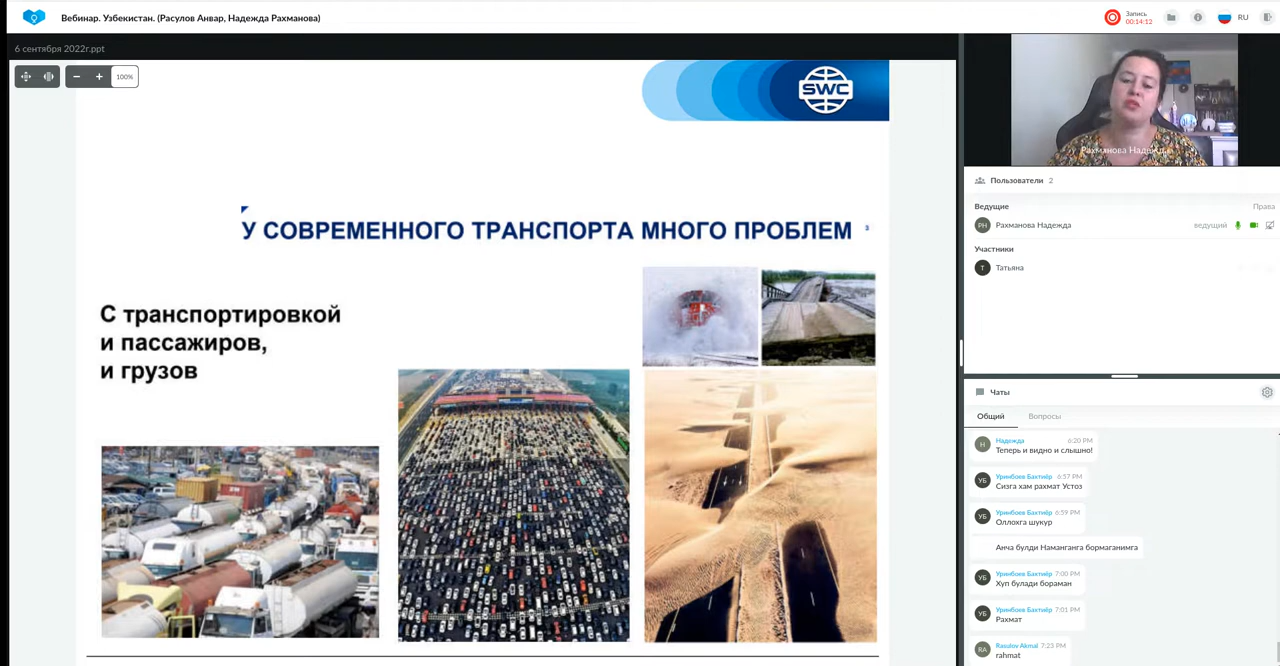 Вебинар. Узбекистан. (Расулов Анвар, Надежда Рахманова)
Запись
00:14:12
RU
6 сентября 2022г.ppt
100%
SWC
У СОВРЕМЕННОГО ТРАНСПОРТА МНОГО ПРОБЛЕМ
3
С транспортировкой
и пассажиров,
и грузов
Рахманова Надежда
Пользователи 2
Ведущие Права
РН Рахманова Надежда ведущий
Участники
Т Татьяна
Чаты
Общий Вопросы
Н Надежда 6:20 PM
Теперь и видно и слышно!
УБ Уринбоев Бахтиёр 6:57 PM
Сизга хам рахмат Устоз
УБ Уринбоев Бахтиёр 6:59 PM
Оллохга шукур
Анча булди Наманганга бормаганимга
УБ Уринбоев Бахтиёр 7:00 PM
Хуп булади бораман
УБ Уринбоев Бахтиёр 7:01 PM
Рахмат
RA Rasulov Akmal 7:23 PM
rahmat